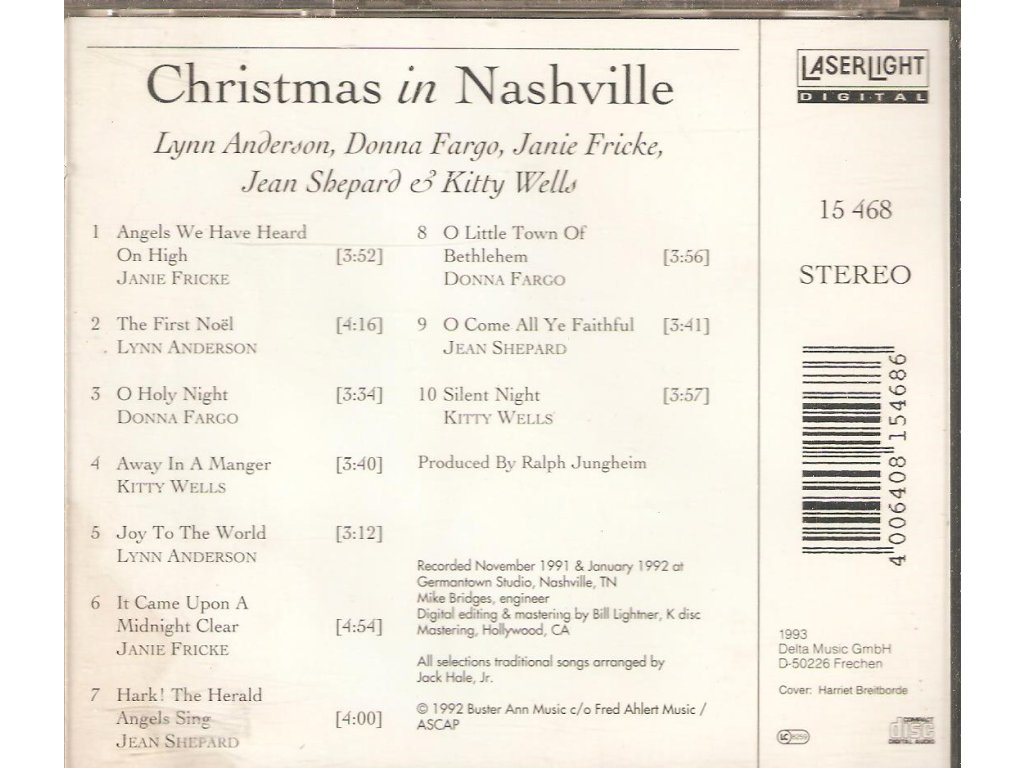 Christmas in Nashville
Lynn Anderson, Donna Fargo, Janie Fricke,
Jean Shepard & Kitty Wells
1 Angels We Have Heard
On High [3:52]
JANIE FRICKE
2 The First Noël [4:16]
LYNN ANDERSON
3 O Holy Night [3:34]
DONNA FARGO
4 Away In A Manger [3:40]
KITTY WELLS
5 Joy To The World [3:12]
LYNN ANDERSON
6 It Came Upon A
Midnight Clear [4:54]
JANIE FRICKE
7 Hark! The Herald
Angels Sing [4:00]
JEAN SHEPARD
8 O Little Town Of
Bethlehem [3:56]
DONNA FARGO
9 O Come All Ye Faithful [3:41]
JEAN SHEPARD
10 Silent Night [3:57]
KITTY WELLS
Produced By Ralph Jungheim
Recorded November 1991 & January 1992 at
Germantown Studio, Nashville, TN
Mike Bridges, engineer
Digital editing & mastering by Bill Lightner, K disc
Mastering, Hollywood, CA
All selections traditional songs arranged by
Jack Hale, Jr.
© 1992 Buster Ann Music c/o Fred Ahlert Music /
ASCAP
LASERLIGHT
DIGITAL
15 468
STEREO
4 006408 154686
1993
Delta Music GmbH
D-50226 Frechen
Cover: Harriet Breitborde
LC
COMPACT
disc
DIGITAL AUDIO